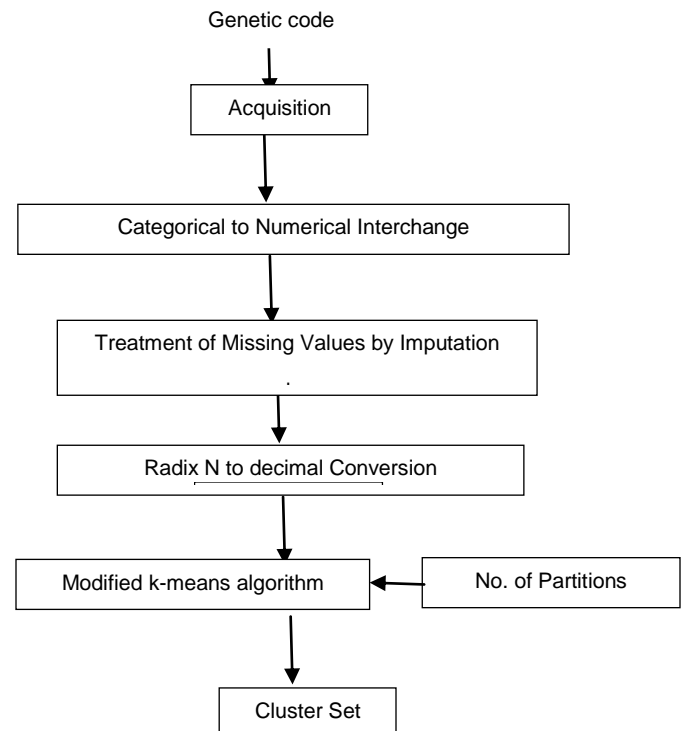 Genetic code
Acquisition
Categorical to Numerical Interchange
Treatment of Missing Values by Imputation
.
Radix N to decimal Conversion
Modified k-means algorithm
No. of Partitions
Cluster Set